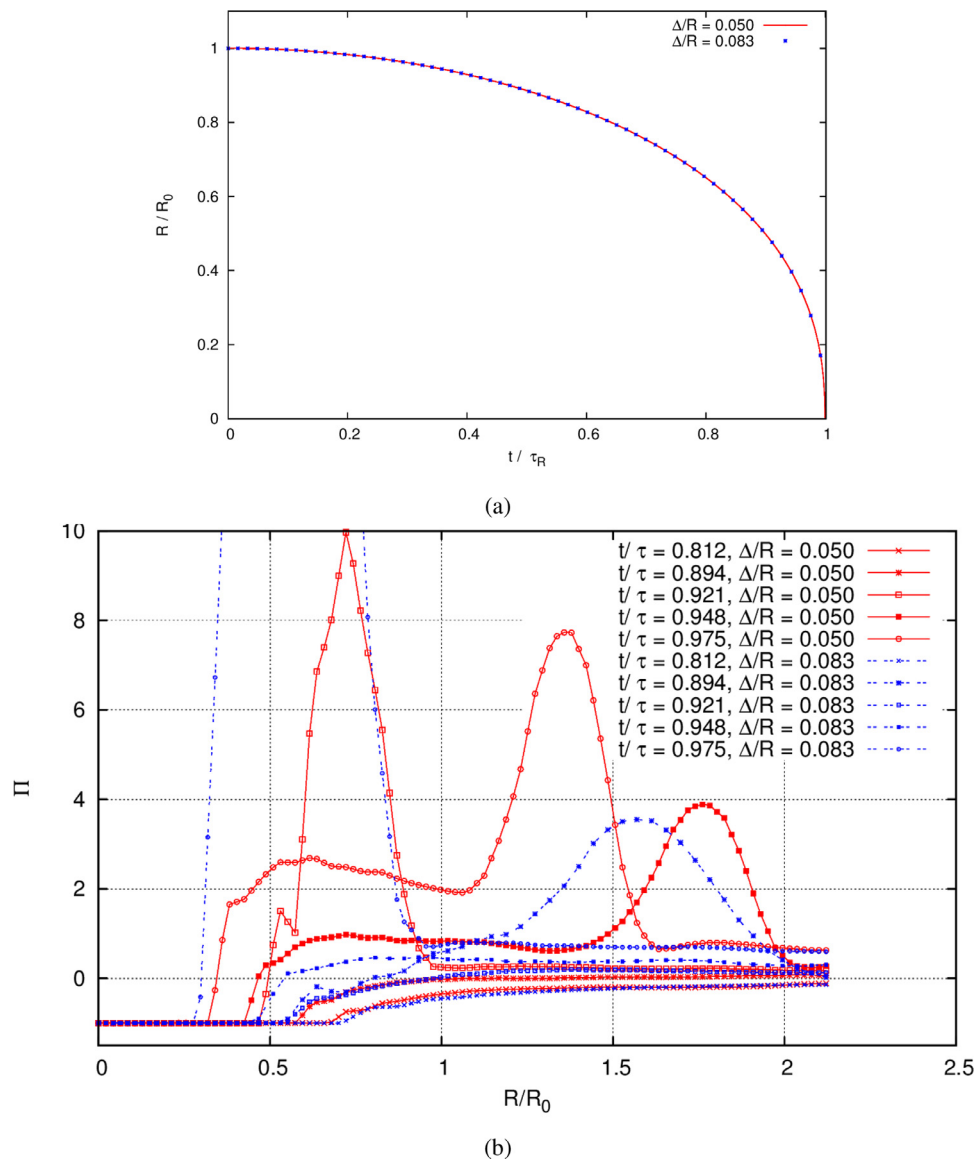 Δ/R = 0.050
Δ/R = 0.083
1
0.8
0.6
0.4
0.2
0
R / R0
0 0.2 0.4 0.6 0.8 1
t / τR
(a)
10
8
6
4
2
0
Π
t/ τ = 0.812, Δ/R = 0.050
t/ τ = 0.894, Δ/R = 0.050
t/ τ = 0.921, Δ/R = 0.050
t/ τ = 0.948, Δ/R = 0.050
t/ τ = 0.975, Δ/R = 0.050
t/ τ = 0.812, Δ/R = 0.083
t/ τ = 0.894, Δ/R = 0.083
t/ τ = 0.921, Δ/R = 0.083
t/ τ = 0.948, Δ/R = 0.083
t/ τ = 0.975, Δ/R = 0.083
0 0.5 1 1.5 2 2.5
R/R0
(b)